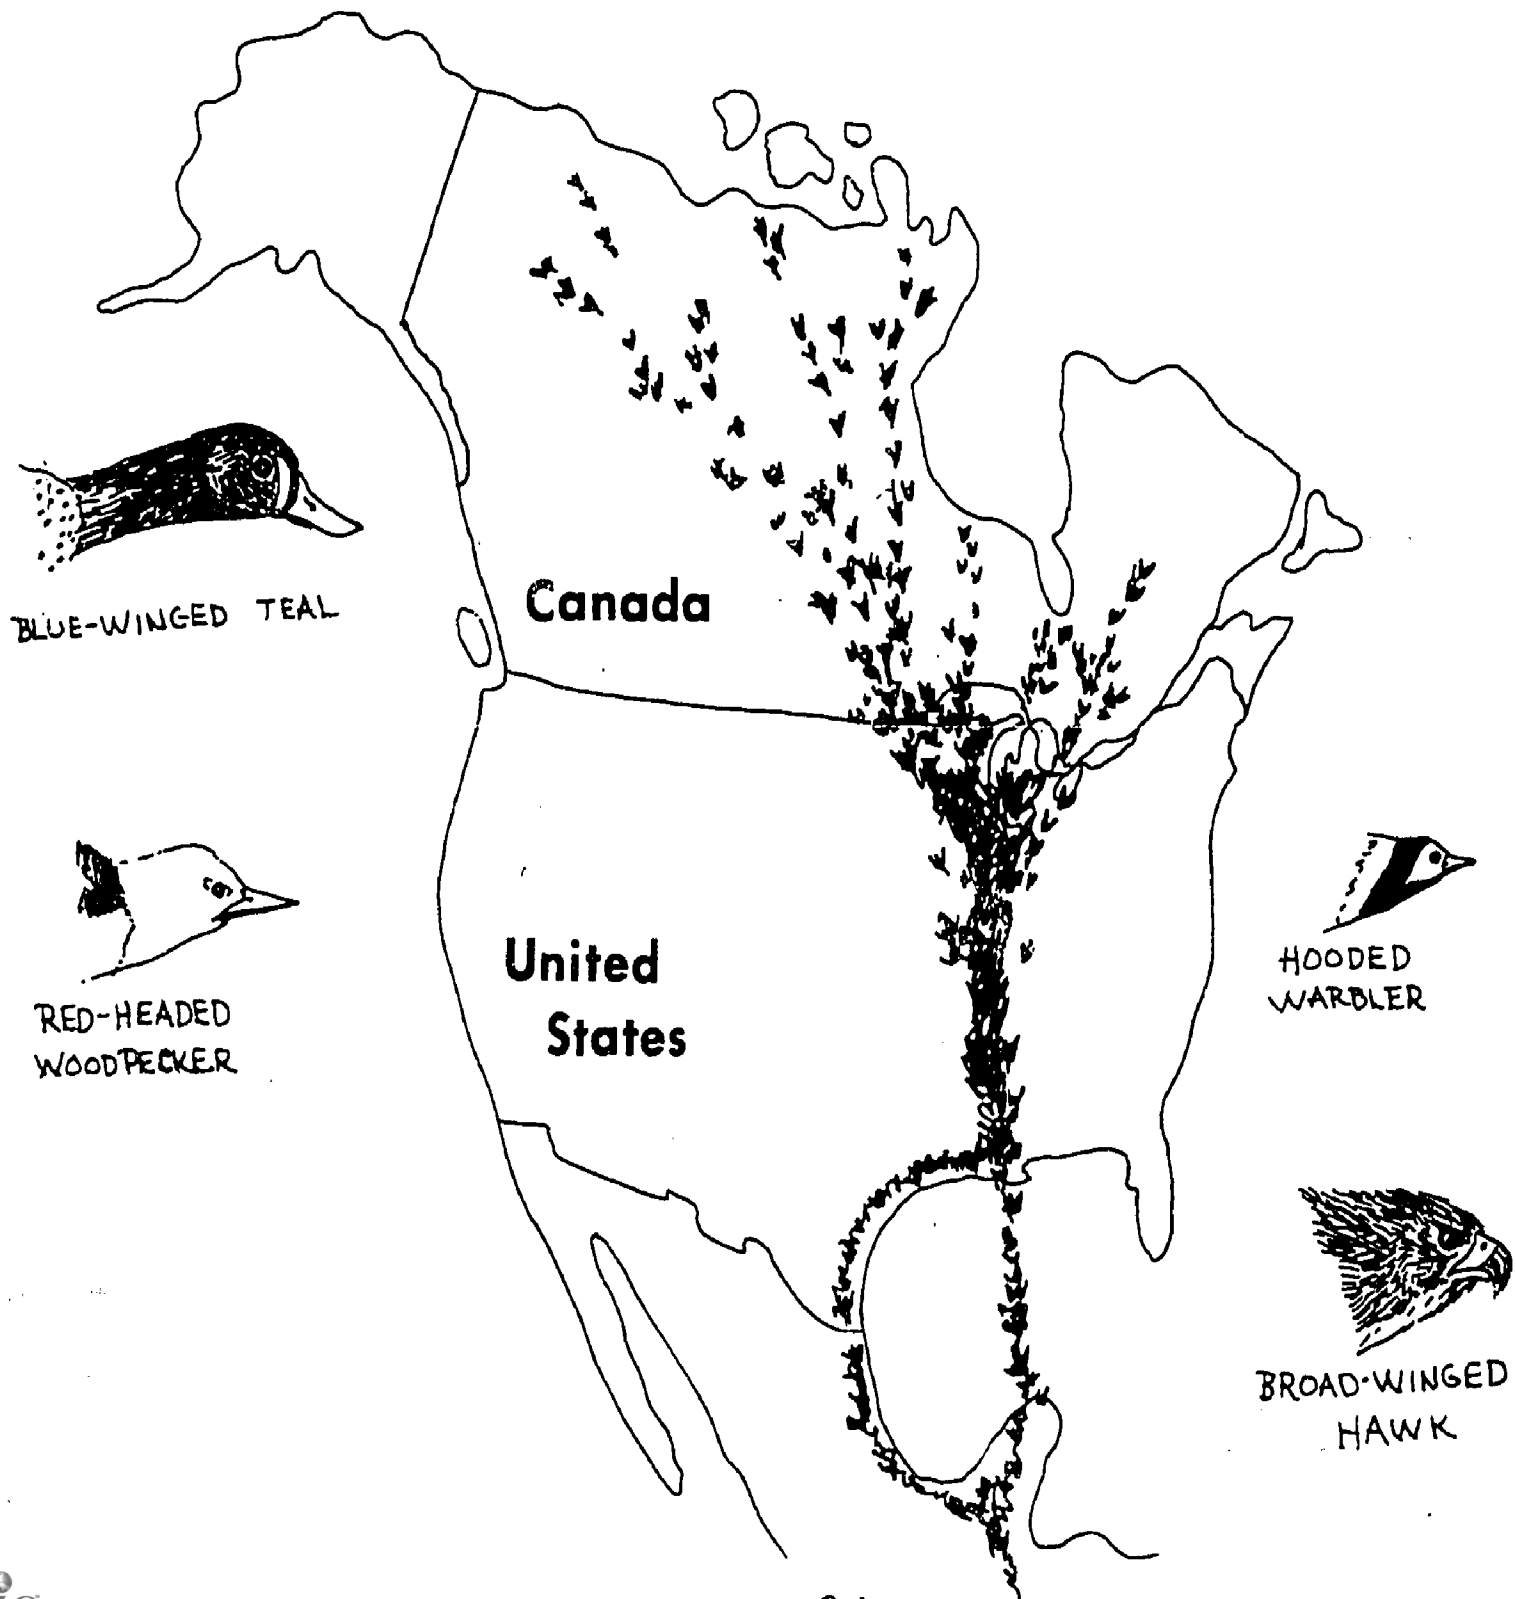 Canada
BLUE-WINGED TEAL
United
States
RED-HEADED
WOODPECKER
HOODED
WARBLER
BROAD-WINGED
HAWK